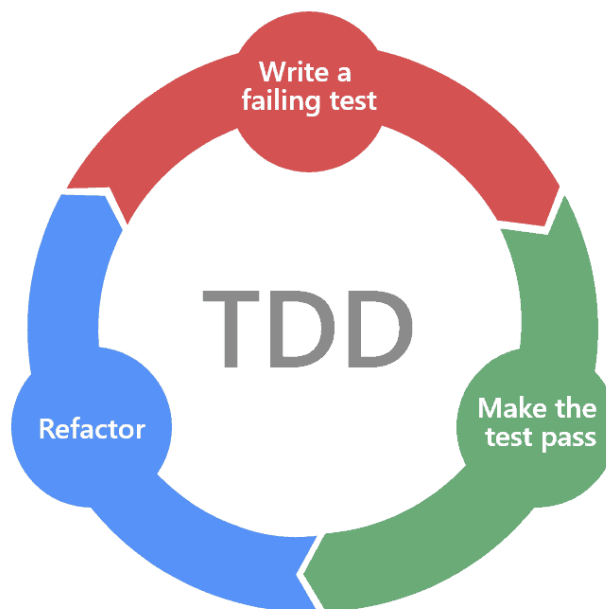 Write a
failing test
TDD
Refactor
Make the
test pass